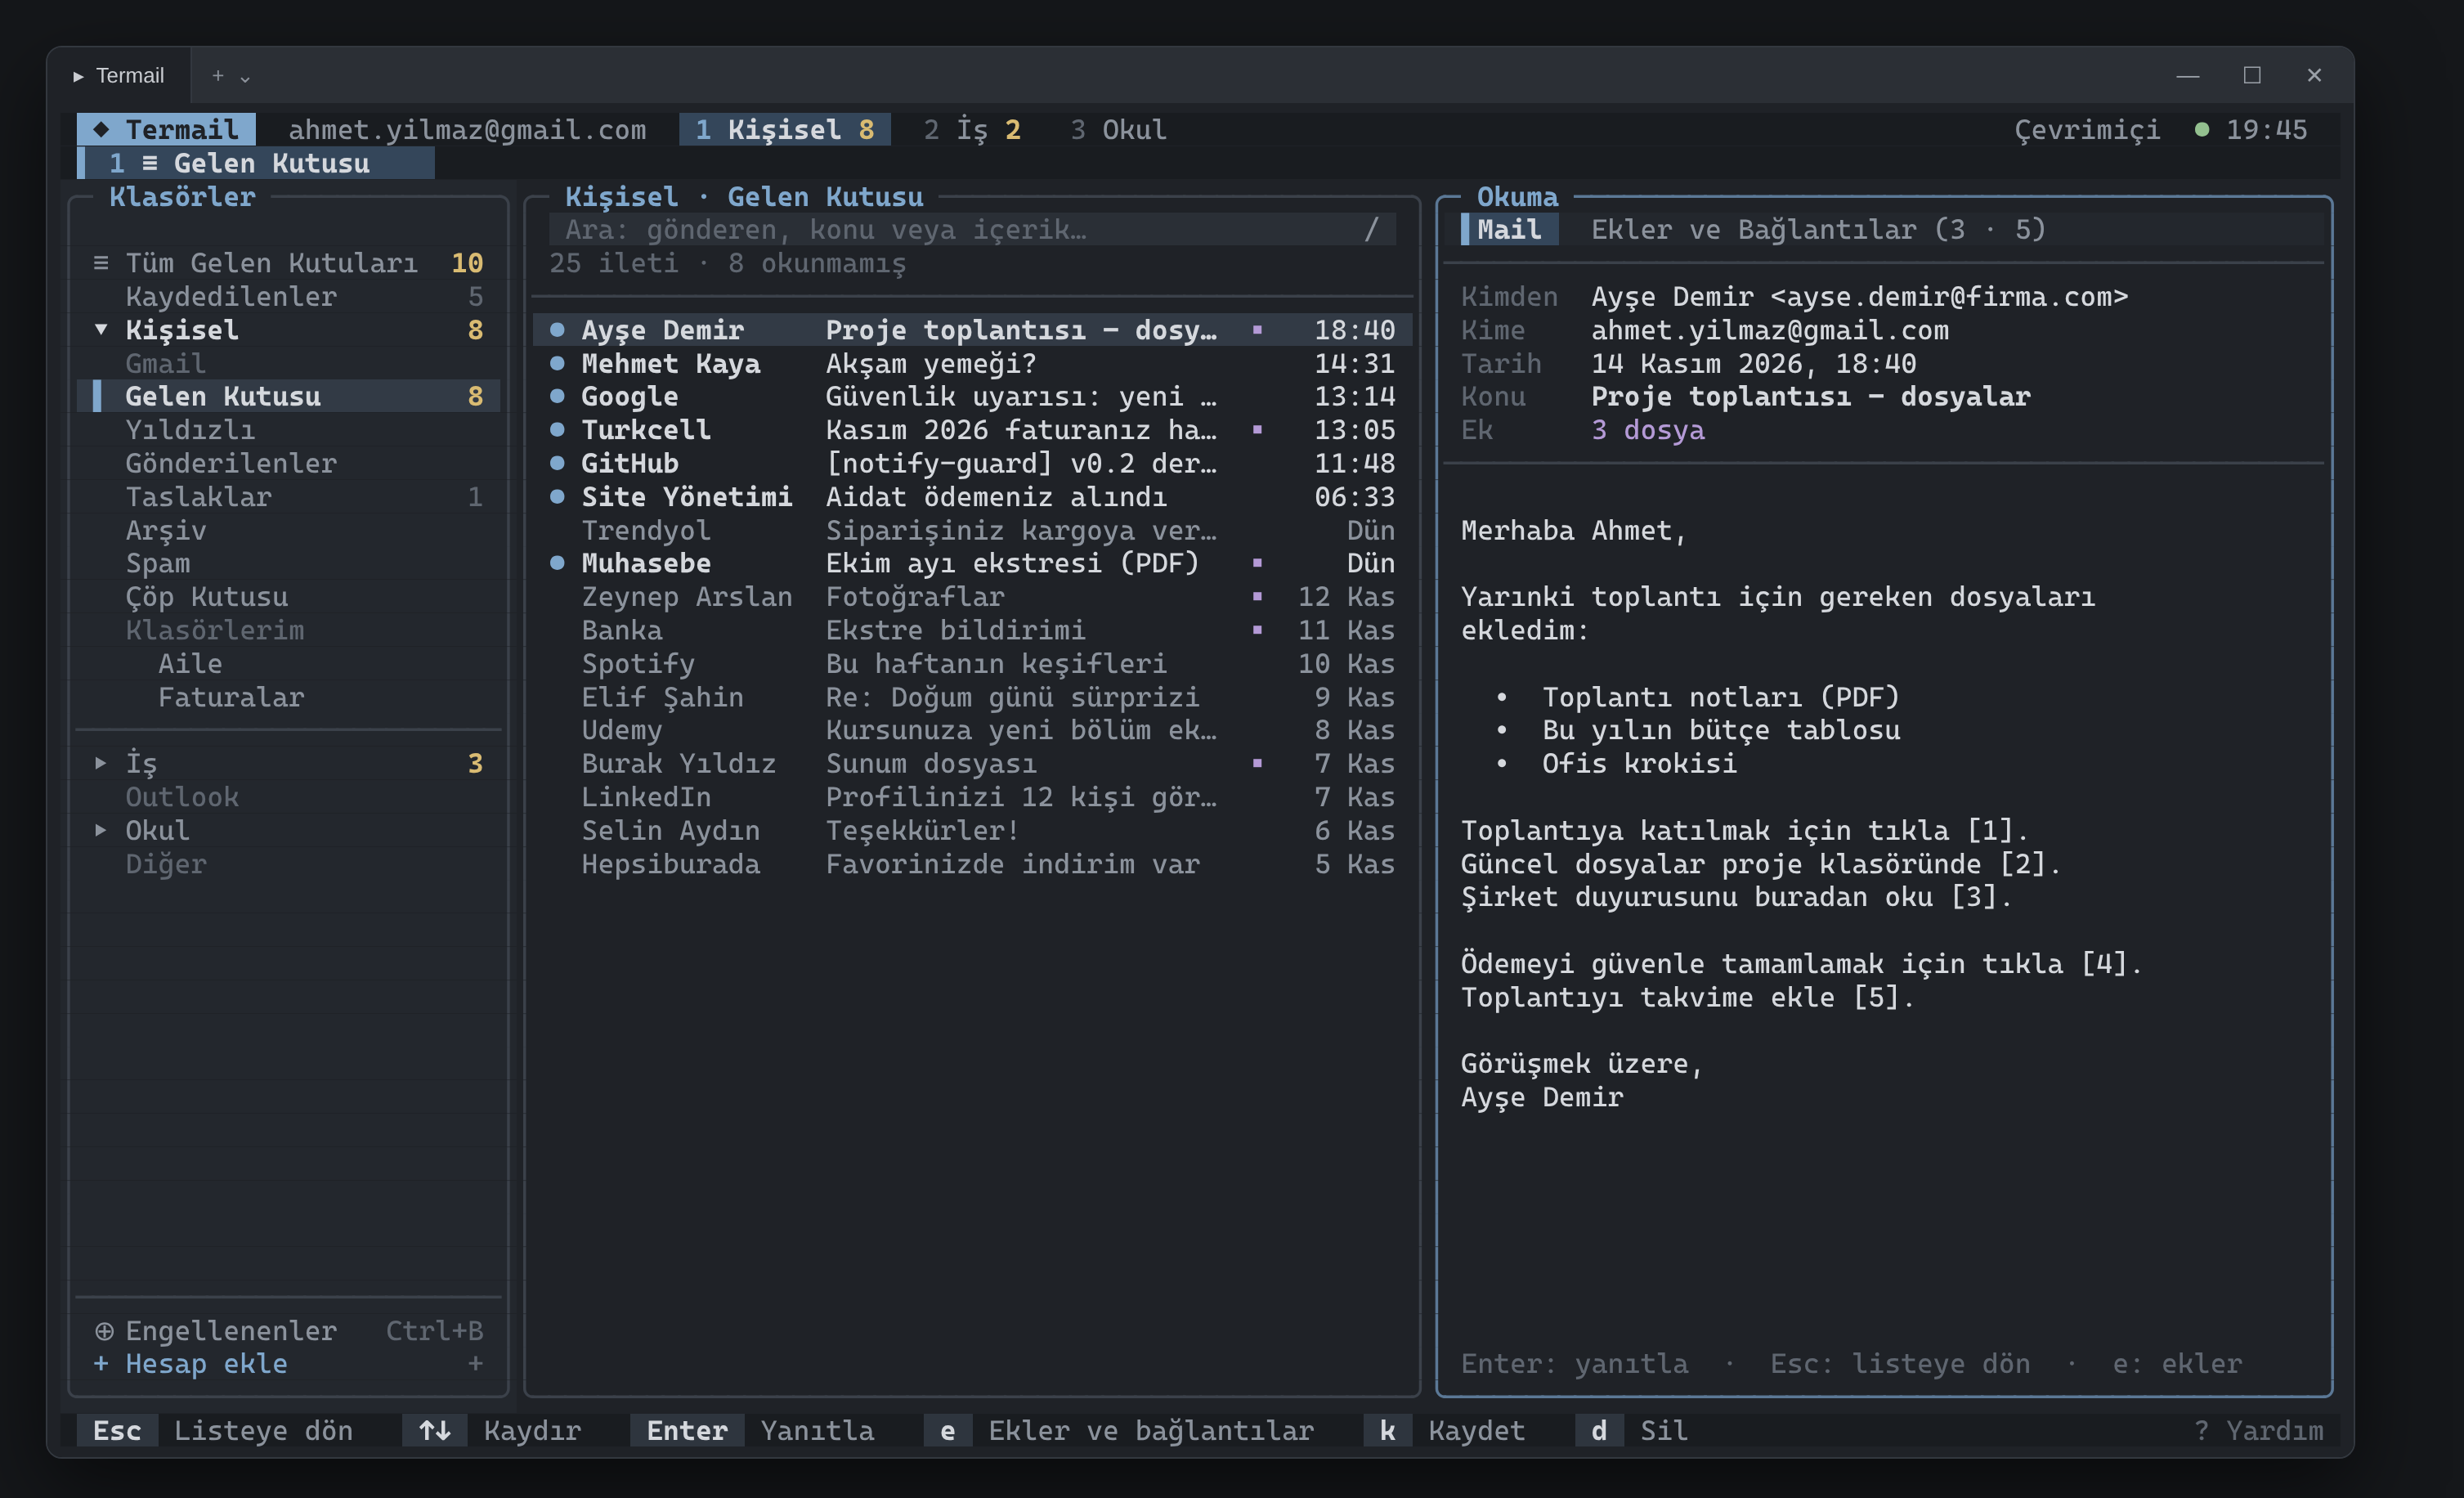 ▸ Termail + ⌄ — ☐ ✕
◆ Termail ahmet.yilmaz@gmail.com 1 Kişisel 8 2 İş 2 3 Okul Çevrimiçi ● 19:45
1 ≡ Gelen Kutusu
Klasörler
≡ Tüm Gelen Kutuları 10
Kaydedilenler 5
▼ Kişisel 8
Gmail
Gelen Kutusu 8
Yıldızlı
Gönderilenler
Taslaklar 1
Arşiv
Spam
Çöp Kutusu
Klasörlerim
Aile
Faturalar
▸ İş 3
Outlook
▸ Okul
Diğer
⊕ Engellenenler Ctrl+B
+ Hesap ekle +
Kişisel · Gelen Kutusu
Ara: gönderen, konu veya içerik… /
25 ileti · 8 okunmamış
● Ayşe Demir Proje toplantısı – dosy… ▪ 18:40
● Mehmet Kaya Akşam yemeği? 14:31
● Google Güvenlik uyarısı: yeni … 13:14
● Turkcell Kasım 2026 faturanız ha… ▪ 13:05
● GitHub [notify-guard] v0.2 der… 11:48
● Site Yönetimi Aidat ödemeniz alındı 06:33
Trendyol Siparişiniz kargoya ver… Dün
● Muhasebe Ekim ayı ekstresi (PDF) ▪ Dün
Zeynep Arslan Fotoğraflar ▪ 12 Kas
Banka Ekstre bildirimi ▪ 11 Kas
Spotify Bu haftanın keşifleri 10 Kas
Elif Şahin Re: Doğum günü sürprizi 9 Kas
Udemy Kursunuza yeni bölüm ek… 8 Kas
Burak Yıldız Sunum dosyası ▪ 7 Kas
LinkedIn Profilinizi 12 kişi gör… 7 Kas
Selin Aydın Teşekkürler! 6 Kas
Hepsiburada Favorinizde indirim var 5 Kas
Okuma
Mail Ekler ve Bağlantılar (3 · 5)
Kimden Ayşe Demir <ayse.demir@firma.com>
Kime ahmet.yilmaz@gmail.com
Tarih 14 Kasım 2026, 18:40
Konu Proje toplantısı – dosyalar
Ek 3 dosya
Merhaba Ahmet,
Yarınki toplantı için gereken dosyaları
ekledim:
• Toplantı notları (PDF)
• Bu yılın bütçe tablosu
• Ofis krokisi
Toplantıya katılmak için tıkla [1].
Güncel dosyalar proje klasöründe [2].
Şirket duyurusunu buradan oku [3].
Ödemeyi güvenle tamamlamak için tıkla [4].
Toplantıyı takvime ekle [5].
Görüşmek üzere,
Ayşe Demir
Enter: yanıtla · Esc: listeye dön · e: ekler
Esc Listeye dön ↑↓ Kaydır Enter Yanıtla e Ekler ve bağlantılar k Kaydet d Sil ? Yardım